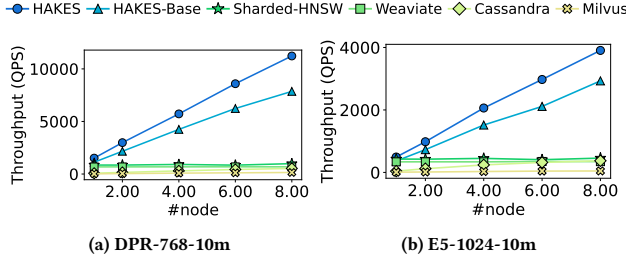 HAKES HAKES-Base Sharded-HNSW Weaviate Cassandra Milvus
Throughput (QPS)
10000
5000
0
2.00 4.00 6.00 8.00
#node
(a) DPR-768-10m
Throughput (QPS)
4000
2000
0
2.00 4.00 6.00 8.00
#node
(b) E5-1024-10m